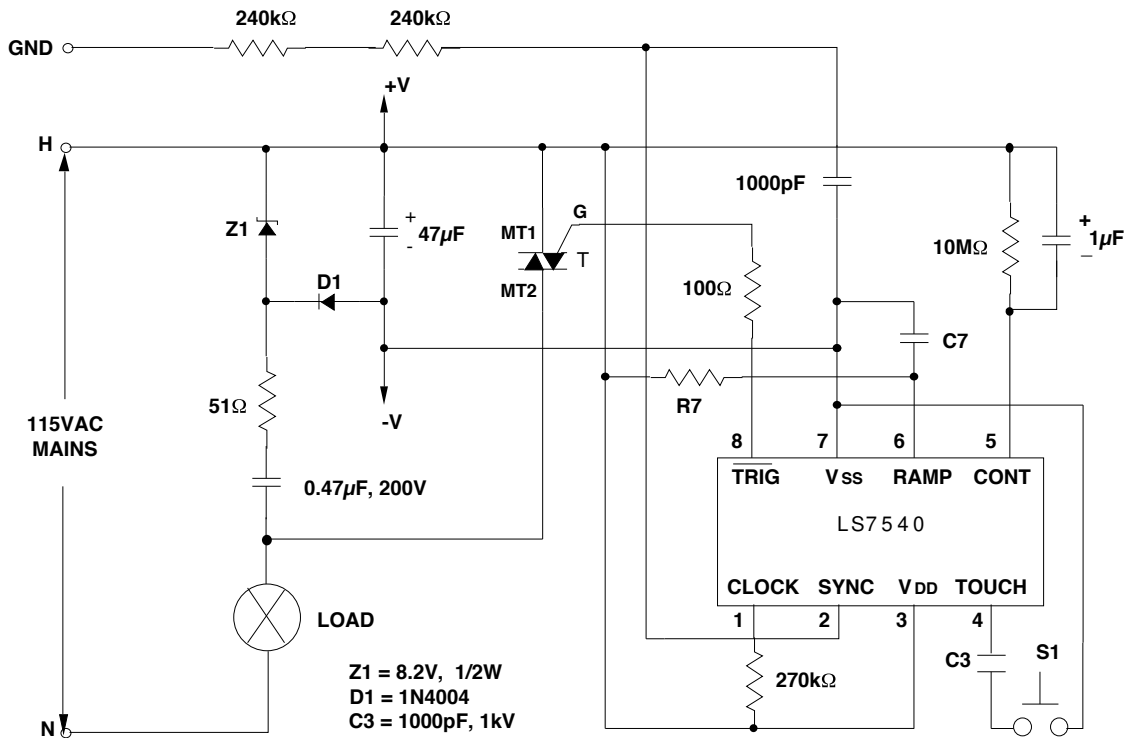 240kΩ 240kΩ
GND
+V
H
1000pF
G
Z1 + 47µF MT1 T 10MΩ + 1µF
-
MT2
D1 100Ω
C7
51Ω
-V R7
115VAC
MAINS
8 7 6 5
TRIG VSS RAMP CONT
0.47µF, 200V
LS7540
CLOCK SYNC VDD TOUCH
1 2 3 4
LOAD
C3 S1
Z1 = 8.2V, 1/2W
D1 = 1N4004
C3 = 1000pF, 1kV
270kΩ
N